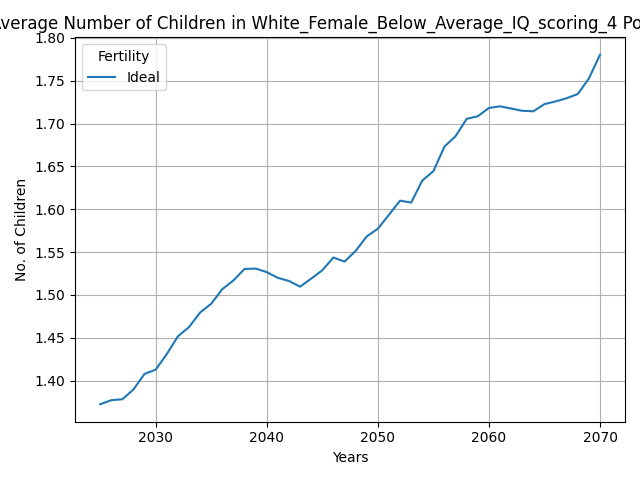 verage Number of Children in White_Female_Below_Average_IQ_scoring_4 Po
Fertility
Ideal
No. of Children
1.80
1.75
1.70
1.65
1.60
1.55
1.50
1.45
1.40
2030 2040 2050 2060 2070
Years